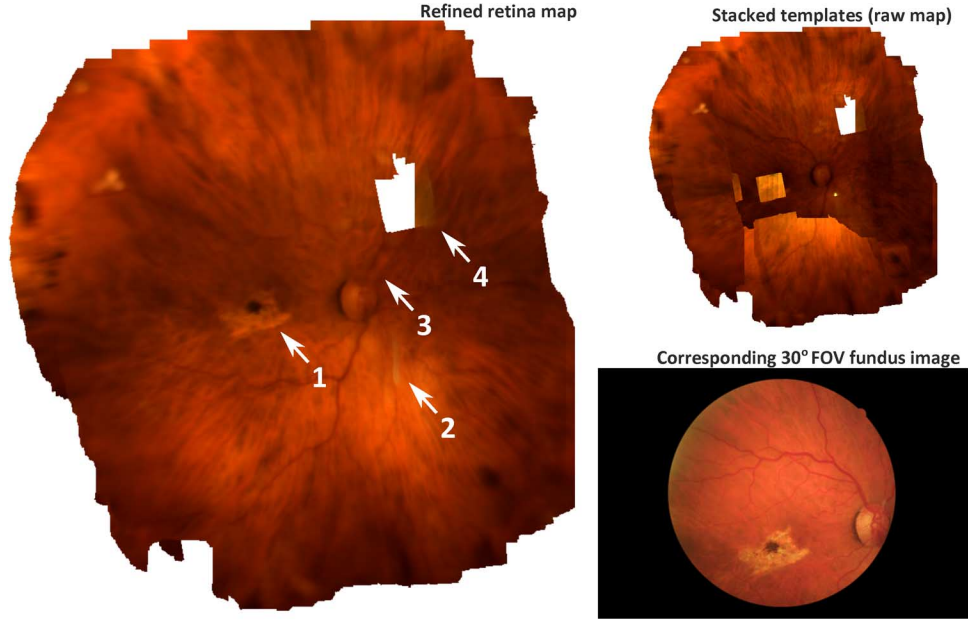 Refined retina map
Stacked templates (raw map)
4
3
1
2
Corresponding 30° FOV fundus image